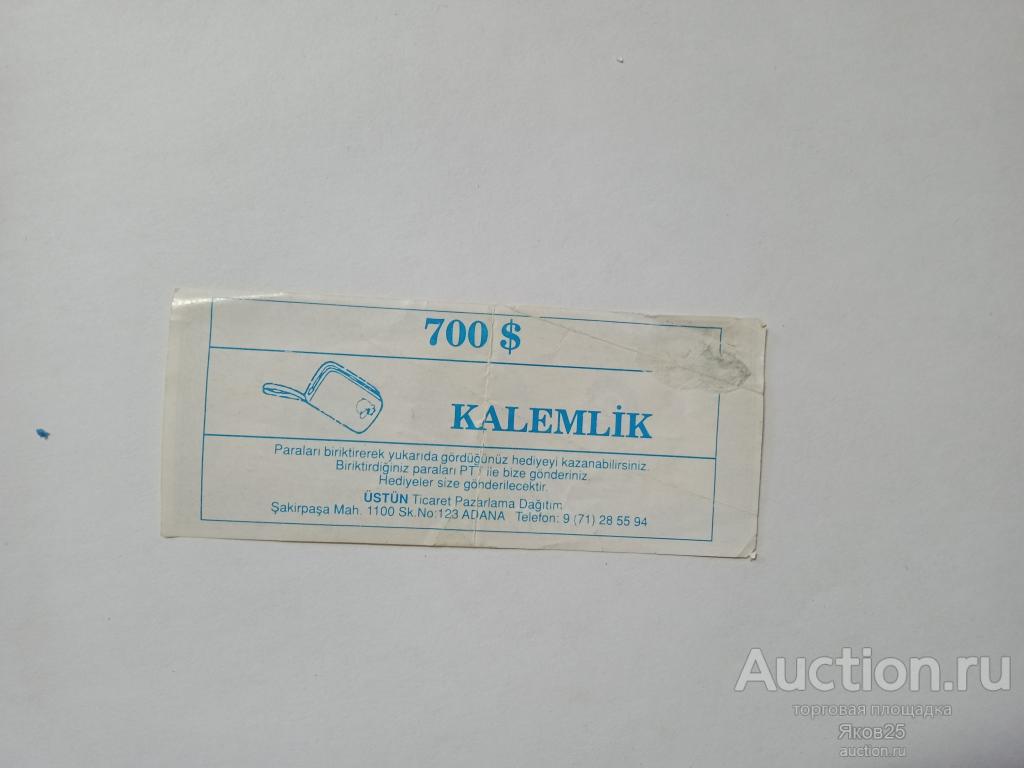 700 $
KALEMLİK
Paraları biriktirerek yukarıda gördüğünüz hediyeyi kazanabilirsiniz.
Biriktirdiğiniz paraları PTT ile bize gönderiniz.
Hediyeler size gönderilecektir.
ÜSTÜN Ticaret Pazarlama Dağıtım
Şakirpaşa Mah. 1100 Sk.No:123 ADANA Telefon: 9 (71) 28 55 94
Auction.ru
торговая площадка
Яков25
auction.ru